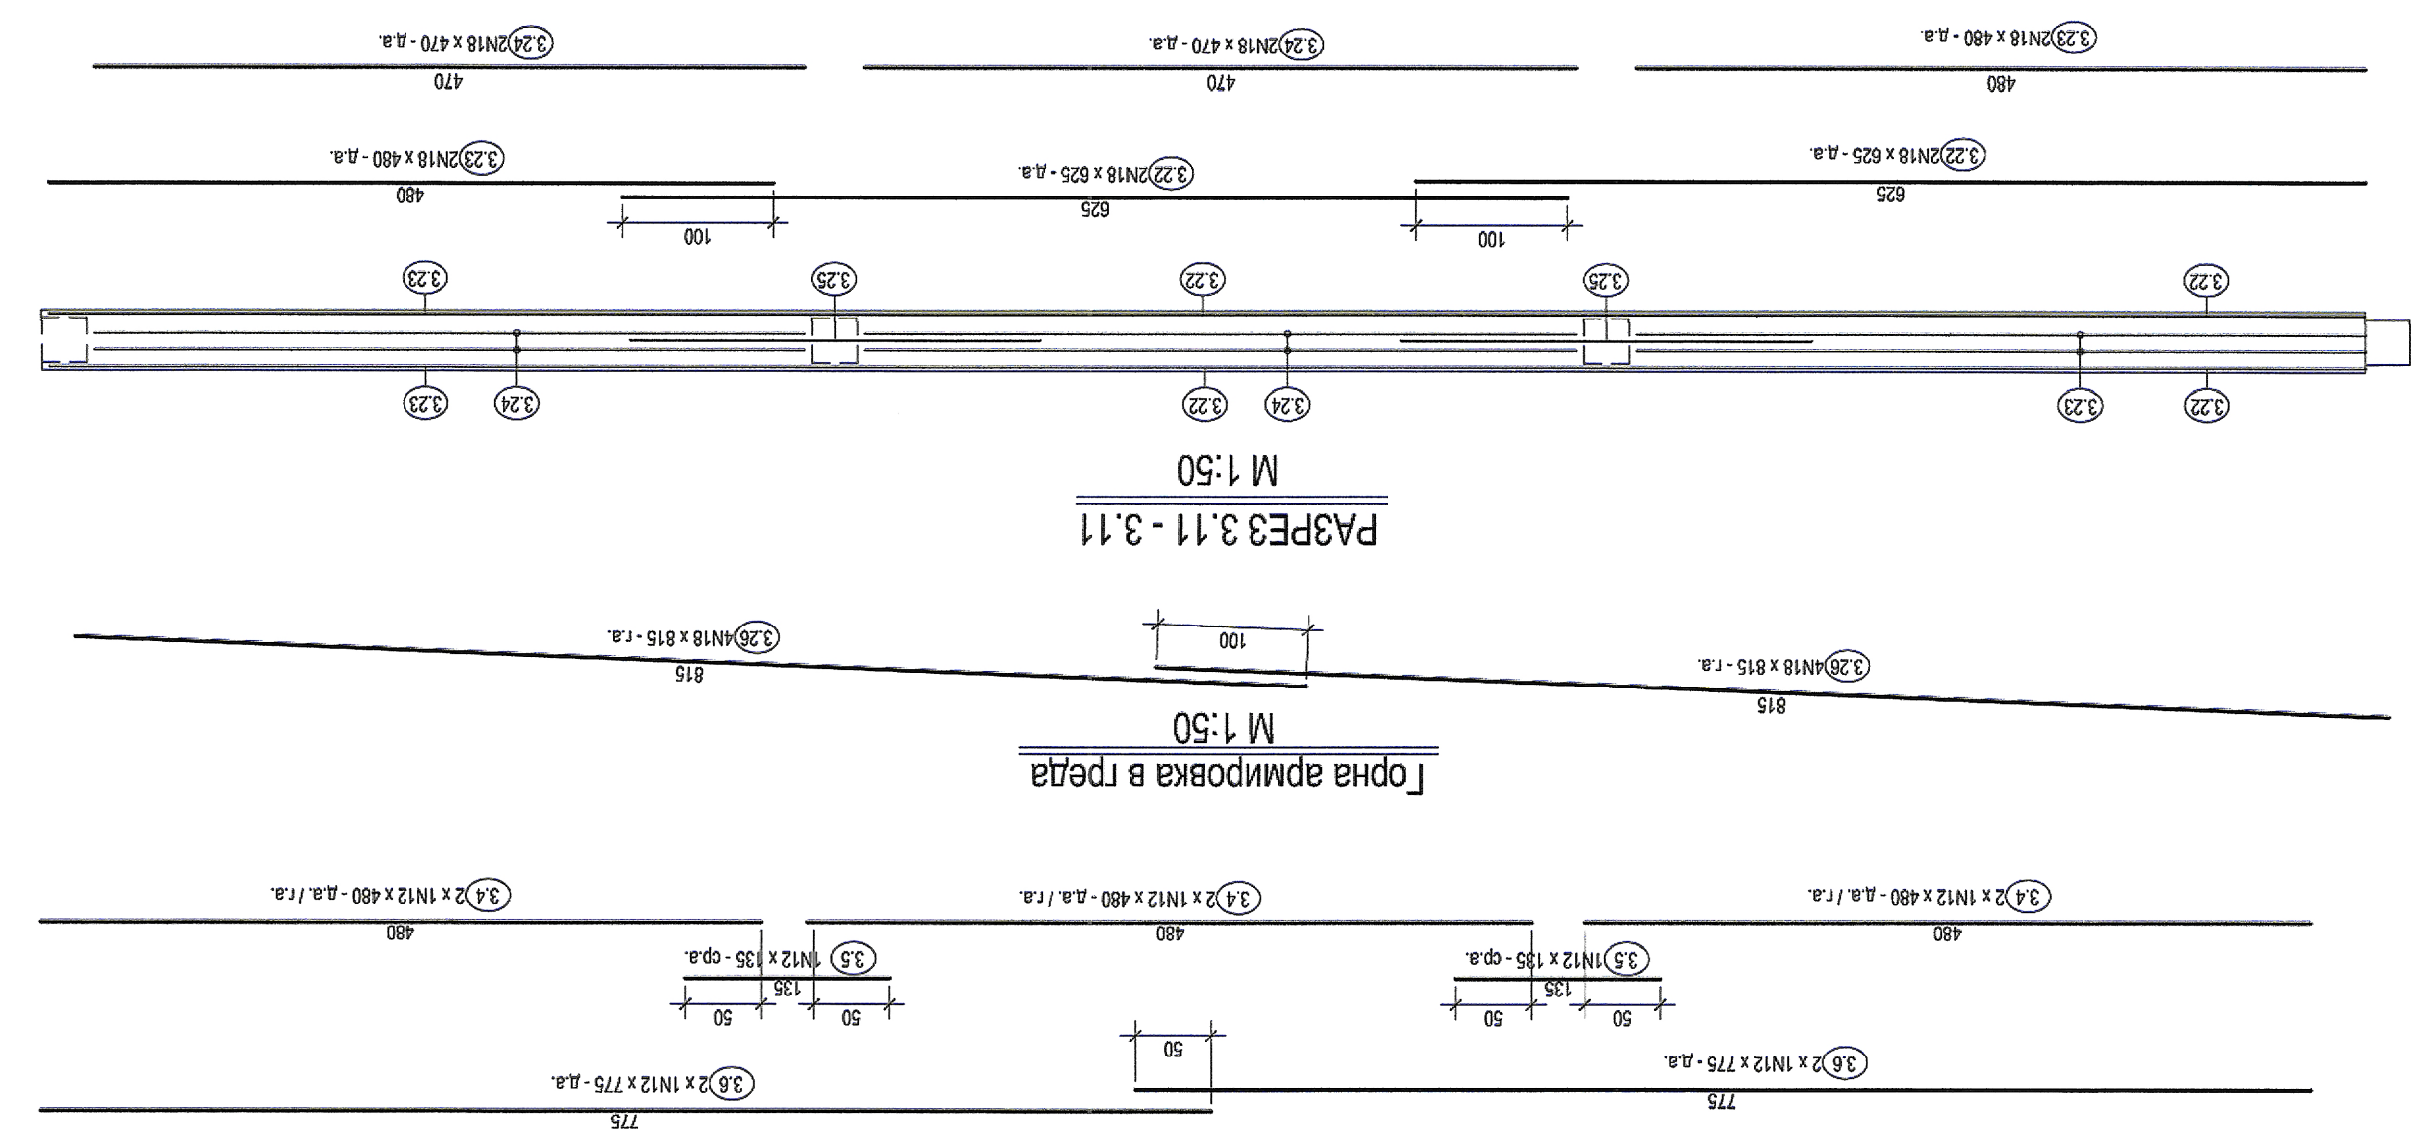 775
775
3.6 2 x 1N12 x 775 - д.а.
3.6 2 x 1N12 x 775 - д.а.
50
50 50 50 50
135 135
3.5 1N12 x 135 - ср.а.
3.5 1N12 x 135 - ср.а.
480 480 480
3.4 2 x 1N12 x 480 - д.а. / г.а.
3.4 2 x 1N12 x 480 - д.а. / г.а.
3.4 2 x 1N12 x 480 - д.а. / г.а.
Горна армировка в греда
М 1:50
815
3.26 4N18 x 815 - г.а.
815
100
3.26 4N18 x 815 - г.а.
РАЗРЕЗ 3.11 - 3.11
М 1:50
3.22 3.23 3.24 3.22 3.24 3.23
3.22 3.25 3.22 3.25 3.23
100 100
625 625 480
3.22 2N18 x 625 - д.а.
3.22 2N18 x 625 - д.а.
3.23 2N18 x 480 - д.а.
480 470 470
3.23 2N18 x 480 - д.а.
3.24 2N18 x 470 - д.а.
3.24 2N18 x 470 - д.а.